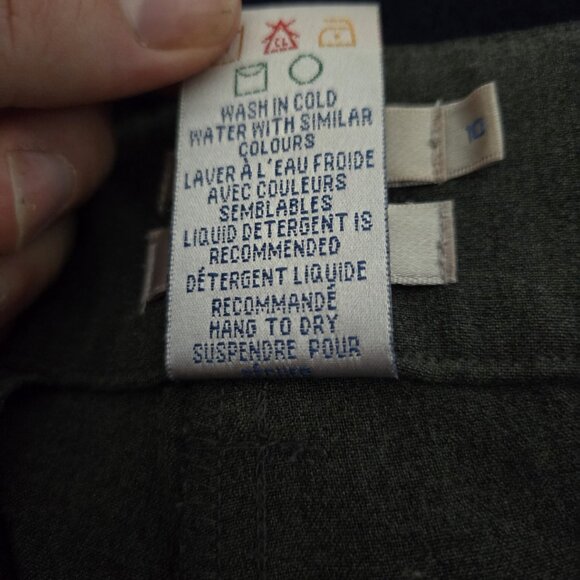 CL
WASH IN COLD
WATER WITH SIMILAR
COLOURS
LAVER À L'EAU FROIDE
AVEC COULEURS
SEMBLABLES
LIQUID DETERGENT IS
RECOMMENDED
DÉTERGENT LIQUIDE
RECOMMANDÉ
HANG TO DRY
SUSPENDRE POUR
10